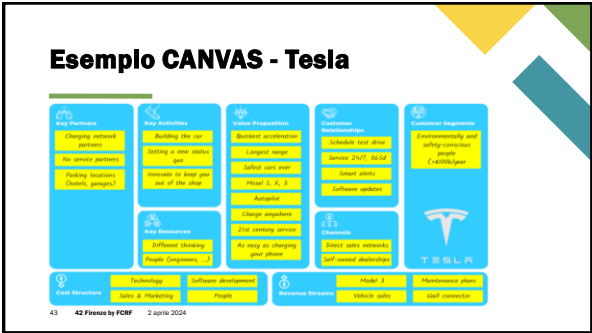 Esempio CANVAS - Tesla
Key Partners
Charging network
partners
No service partners
Parking locations
(hotels, garages)
Key Activities
Building the car
Setting a new status
quo
Innovate to keep you
out of the shop
Key Resources
Different thinking
People (engineers, ...)
Value Proposition
Quickest acceleration
Longest range
Safest cars ever
Model S, X, 3
Autopilot
Charge anywhere
21st century service
As easy as charging
your phone
Customer
Relationships
Schedule test drive
Service 24/7, 365d
Smart alerts
Software updates
Channels
Direct sales networks
Self-owned dealerships
Customer Segments
Environmentally and
safety-conscious
people
(>€100k/year
TESLA
Cost Structure
Technology
Software development
Sales & Marketing
People
Revenue Streams
Model 3
Maintenance plans
Vehicle sales
Wall connector
43
42 Firenze by FCRF
2 aprile 2024